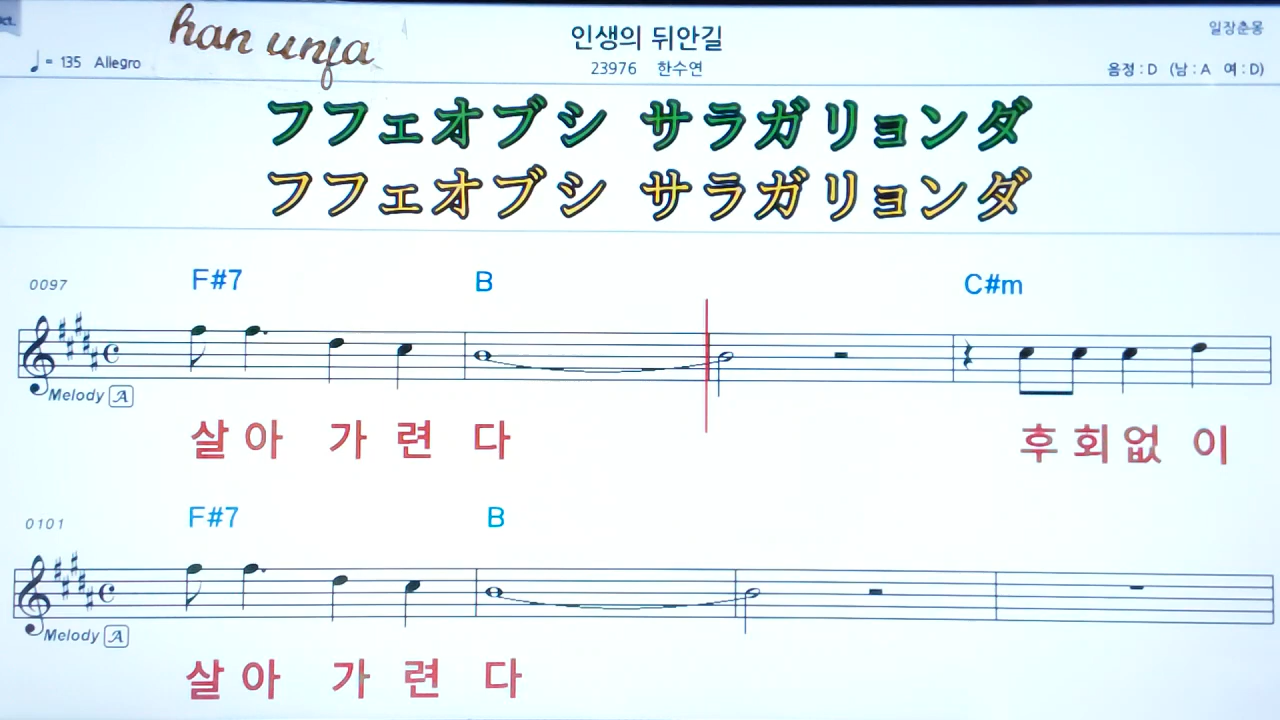 ct.
han unfa
인생의 뒤안길
일장춘몽
♩= 135 Allegro
23976 한수연
음정 : D (남 : A 여 : D)
フフェオブシ サラガリョンダ
フフェオブシ サラガリョンダ
0097
F#7 B C#m
Melody A
살 아 가 련 다 후 회 없 이
0101
F#7 B
Melody A
살 아 가 련 다